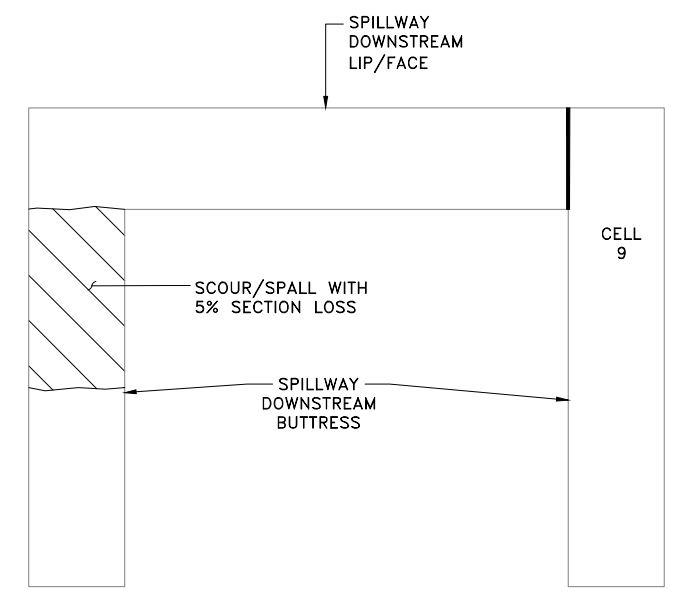 SPILLWAY
DOWNSTREAM
LIP/FACE
CELL
9
SCOUR/SPALL WITH
5% SECTION LOSS
SPILLWAY
DOWNSTREAM
BUTTRESS